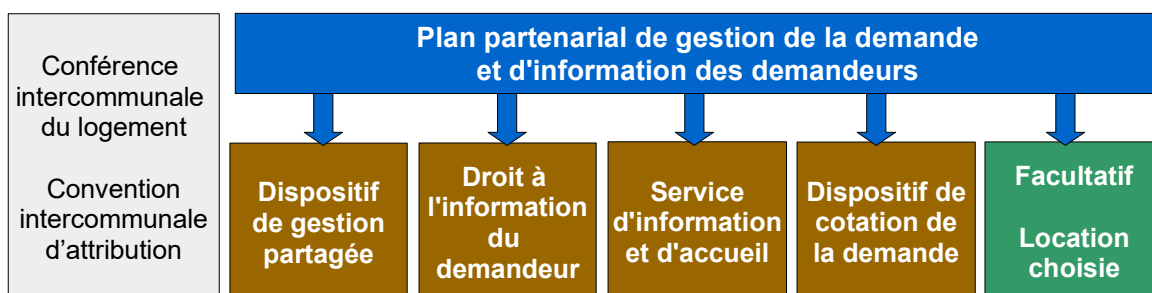 Conférence
intercommunale
du logement
Convention
intercommunale
d’attribution
Plan partenarial de gestion de la demande
et d'information des demandeurs
Dispositif
de gestion
partagée
Droit à
l'information
du
demandeur
Service
d'information
et d'accueil
Dispositif de
cotation de
la demande
Facultatif
Location
choisie